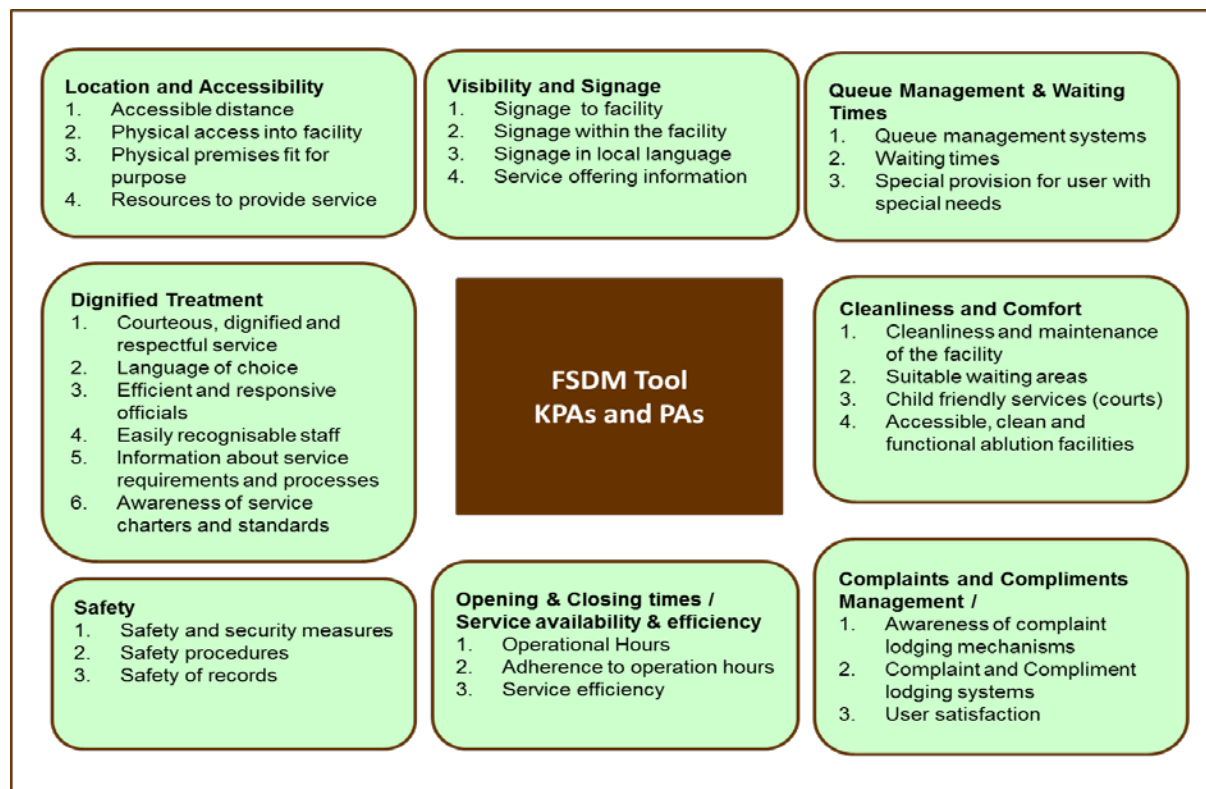 Location and Accessibility
1. Accessible distance
2. Physical access into facility
3. Physical premises fit for
purpose
4. Resources to provide service
Visibility and Signage
1. Signage to facility
2. Signage within the facility
3. Signage in local language
4. Service offering information
Queue Management & Waiting
Times
1. Queue management systems
2. Waiting times
3. Special provision for user with
special needs
Dignified Treatment
1. Courteous, dignified and
respectful service
2. Language of choice
3. Efficient and responsive
officials
4. Easily recognisable staff
5. Information about service
requirements and processes
6. Awareness of service
charters and standards
FSDM Tool
KPAs and PAs
Cleanliness and Comfort
1. Cleanliness and maintenance
of the facility
2. Suitable waiting areas
3. Child friendly services (courts)
4. Accessible, clean and
functional ablution facilities
Safety
1. Safety and security measures
2. Safety procedures
3. Safety of records
Opening & Closing times /
Service availability & efficiency
1. Operational Hours
2. Adherence to operation hours
3. Service efficiency
Complaints and Compliments
Management /
1. Awareness of complaint
lodging mechanisms
2. Complaint and Compliment
lodging systems
3. User satisfaction